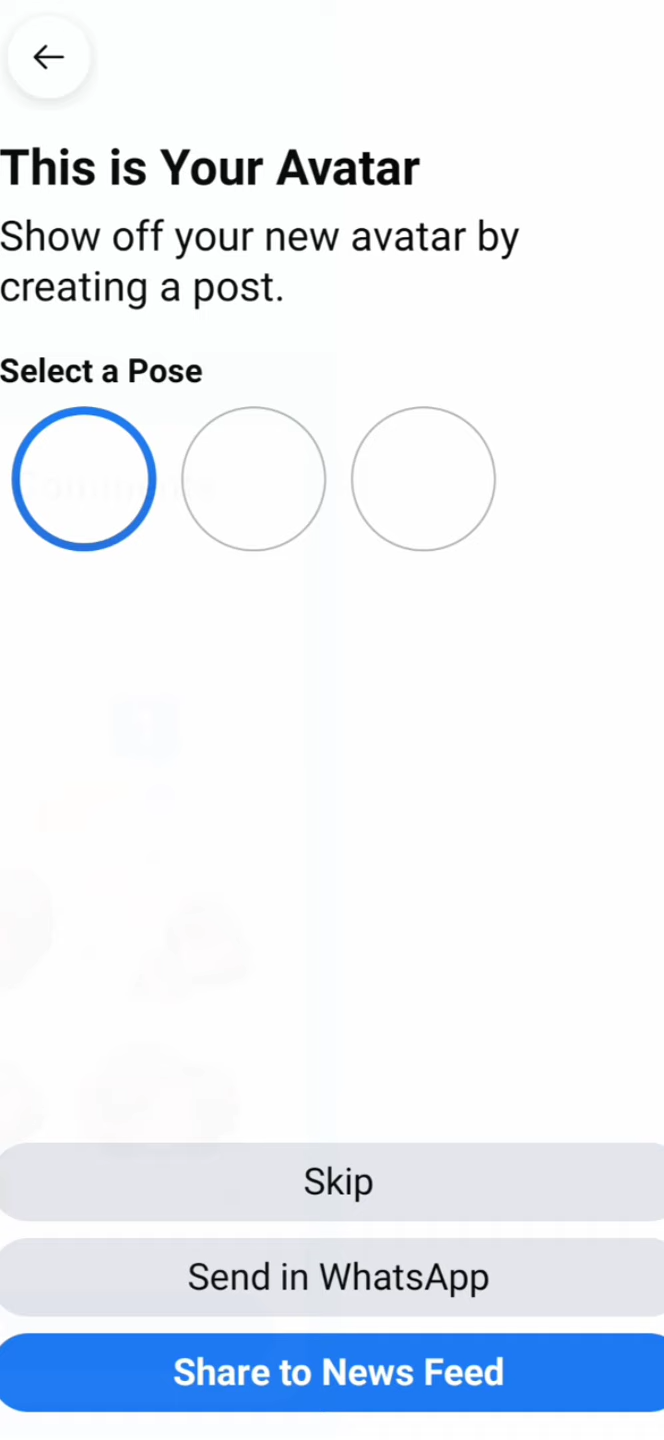 This is Your Avatar
Show off your new avatar by
creating a post.
Select a Pose
Skip
Send in WhatsApp
Share to News Feed